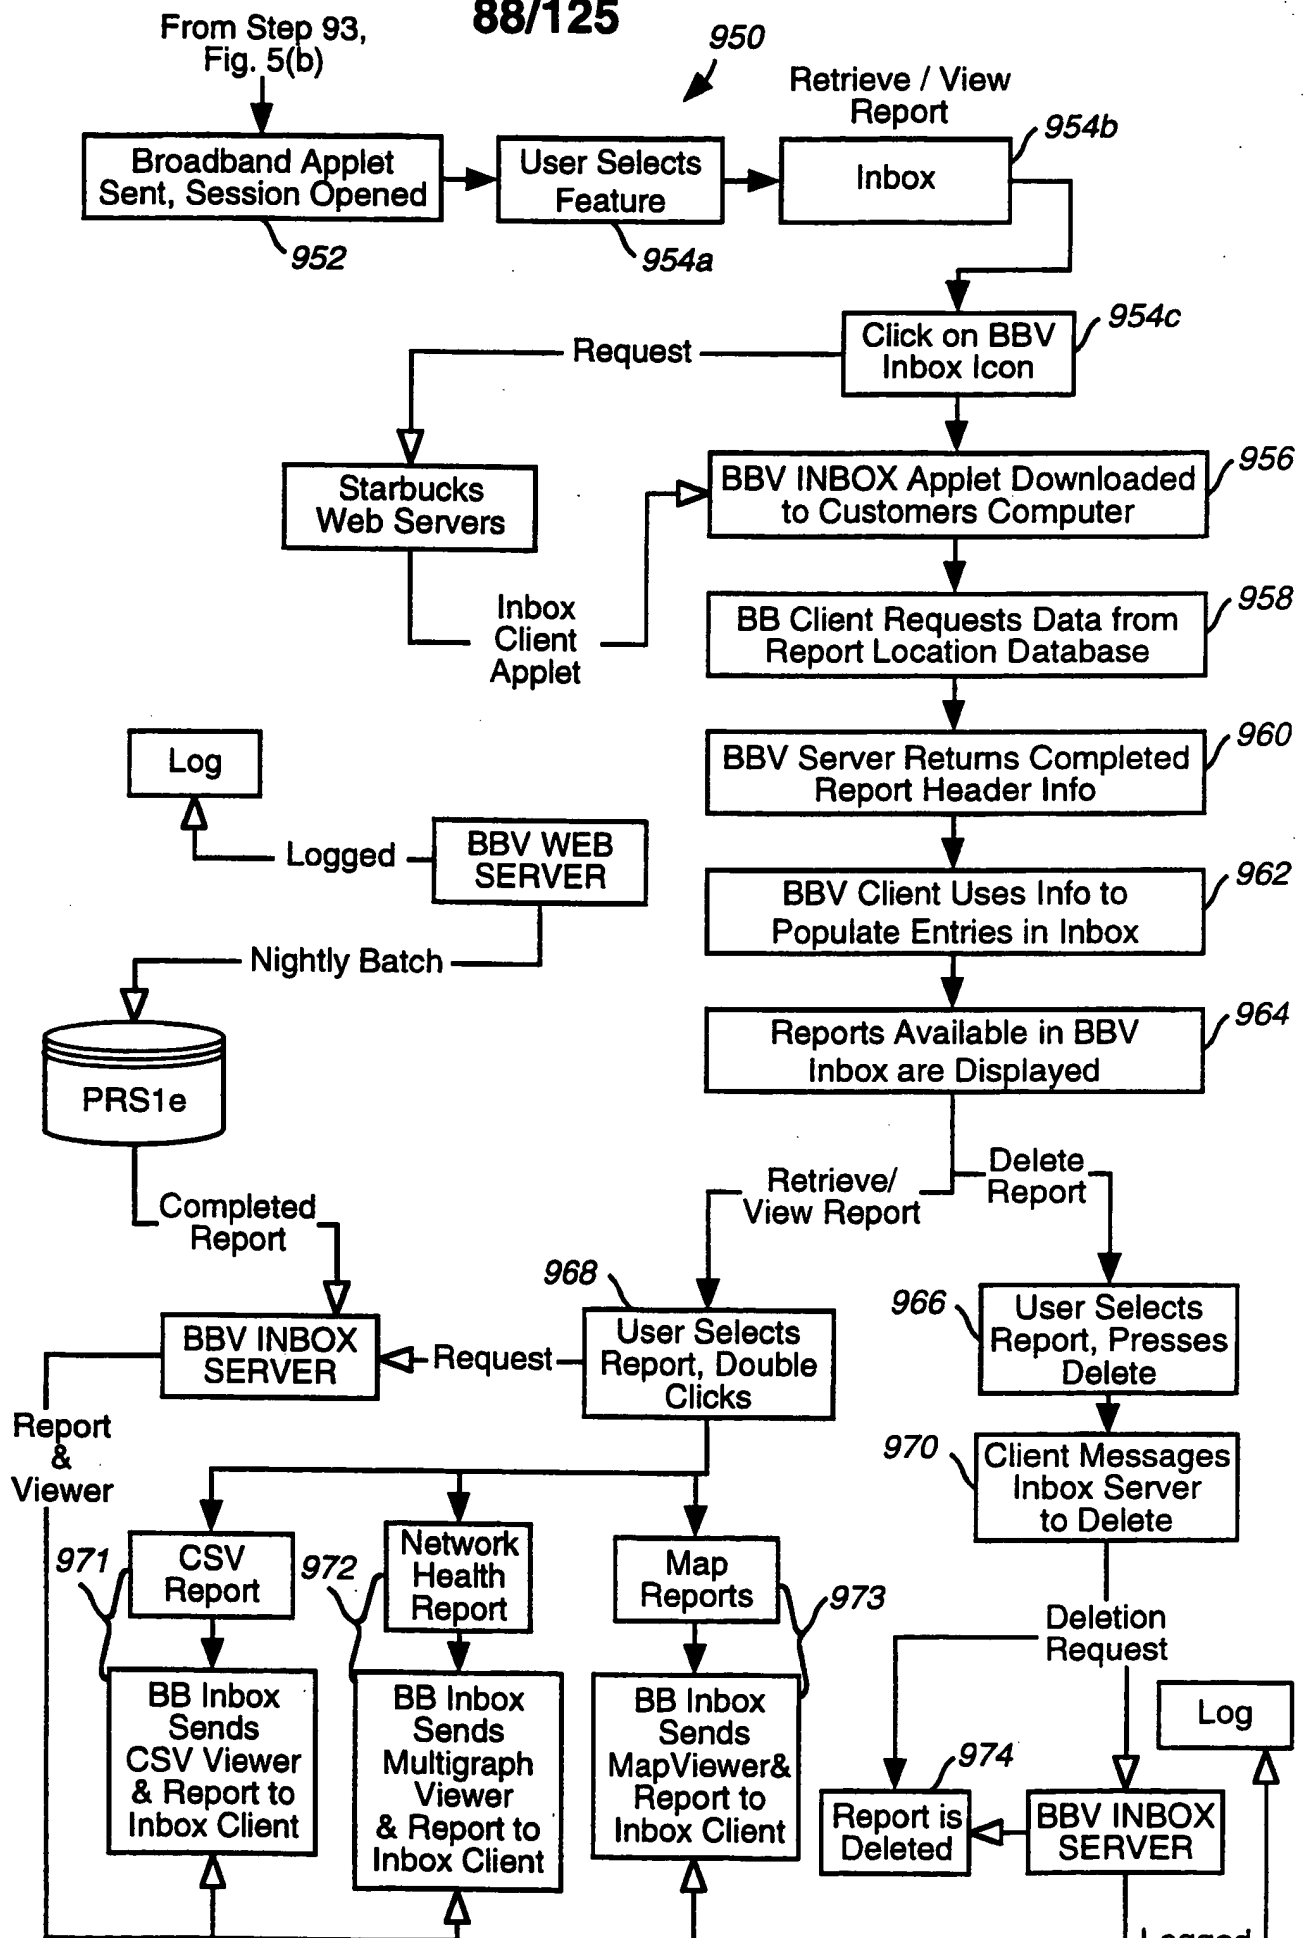 88/125
From Step 93,
Fig. 5(b)
950
Retrieve / View
Report
954b
Broadband Applet
Sent, Session Opened
User Selects
Feature
Inbox
952
954a
954c
Click on BBV
Inbox Icon
Request
956
Starbucks
Web Servers
BBV INBOX Applet Downloaded
to Customers Computer
958
Inbox
Client
Applet
BB Client Requests Data from
Report Location Database
960
Log
BBV Server Returns Completed
Report Header Info
Logged
BBV WEB
SERVER
962
BBV Client Uses Info to
Populate Entries in Inbox
Nightly Batch
964
Reports Available in BBV
Inbox are Displayed
PRS1e
Retrieve/
View Report
Delete
Report
Completed
Report
968
966
BBV INBOX
SERVER
Request
User Selects
Report, Double
Clicks
User Selects
Report, Presses
Delete
Report
&
Viewer
970
Client Messages
Inbox Server
to Delete
971
CSV
Report
972
Network
Health
Report
Map
Reports
973
Deletion
Request
BB Inbox
Sends
CSV Viewer
& Report to
Inbox Client
BB Inbox
Sends
Multigraph
Viewer
& Report to
Inbox Client
BB Inbox
Sends
MapViewer&
Report to
Inbox Client
Log
974
Report is
Deleted
BBV INBOX
SERVER
Logged